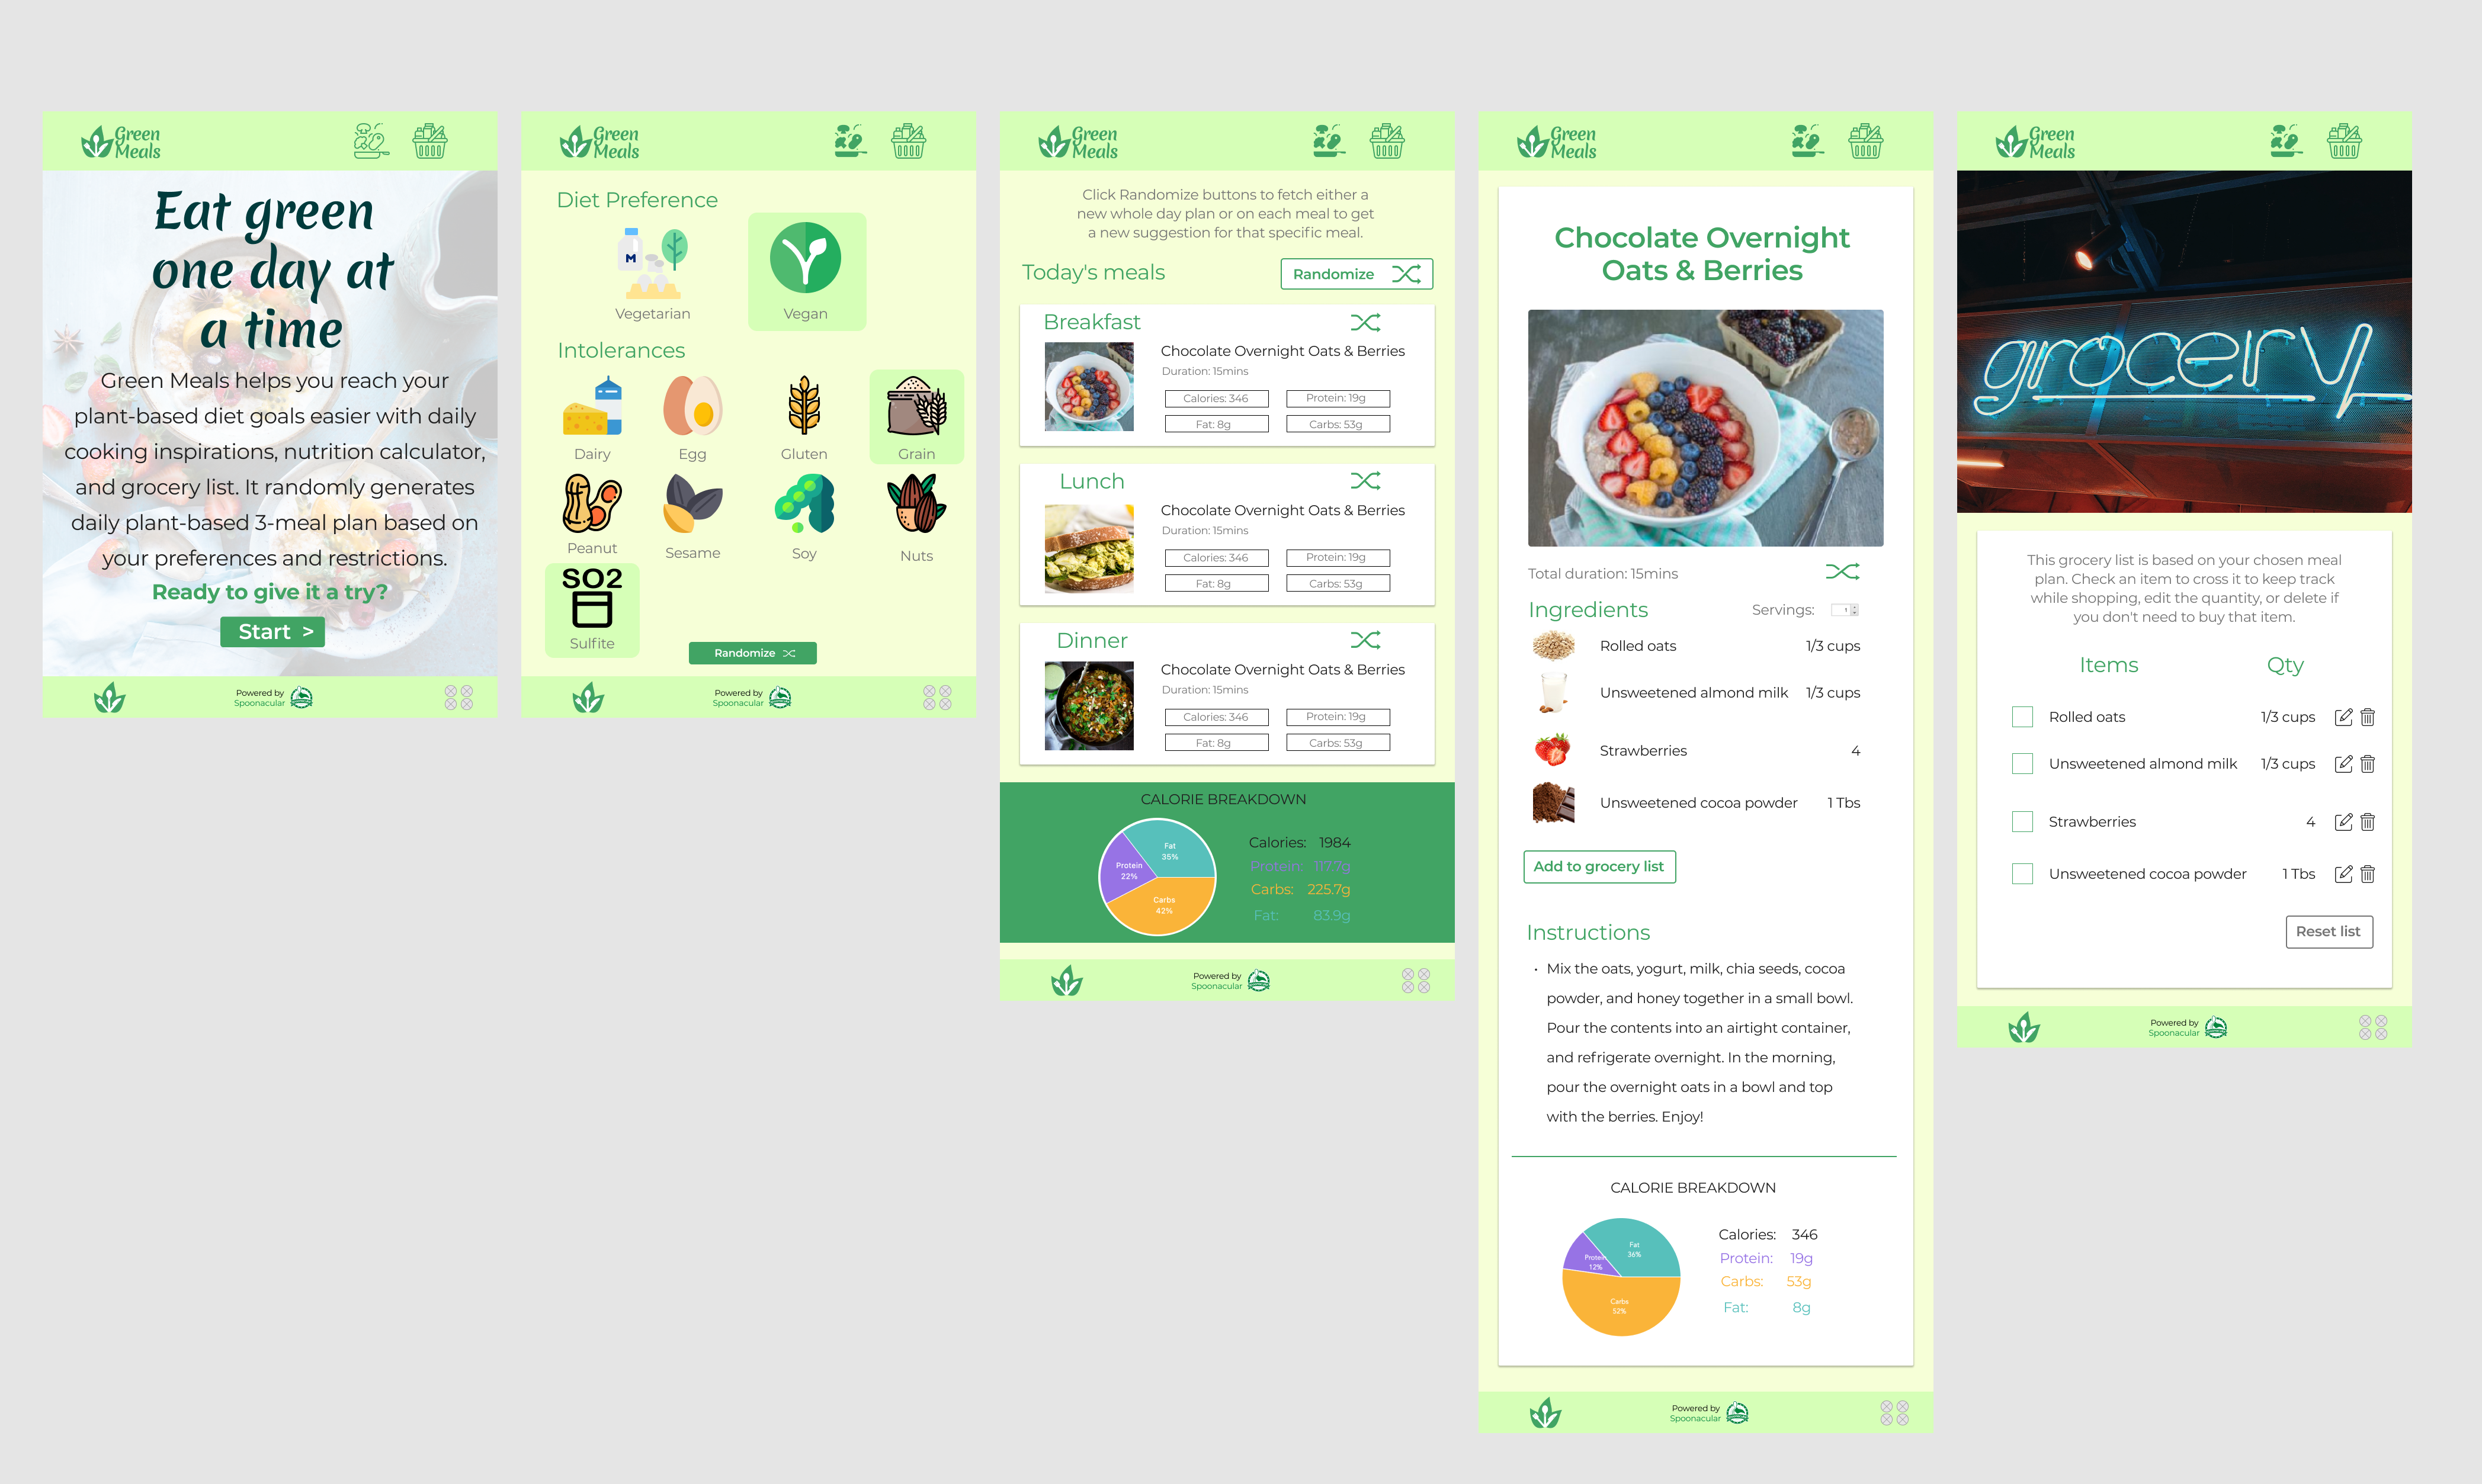 Green
Meals
Eat green
one day at
a time
Green Meals helps you reach your
plant-based diet goals easier with daily
cooking inspirations, nutrition calculator,
and grocery list. It randomly generates
daily plant-based 3-meal plan based on
your preferences and restrictions.
Ready to give it a try?
Start >
Powered by
Spoonacular
Green
Meals
Diet Preference
M
Vegetarian
Vegan
Intolerances
Dairy
Egg
Gluten
Grain
Peanut
Sesame
Soy
Nuts
SO2
Sulfite
Randomize
Powered by
Spoonacular
Green
Meals
Click Randomize buttons to fetch either a
new whole day plan or on each meal to get
a new suggestion for that specific meal.
Today's meals
Randomize
Breakfast
Chocolate Overnight Oats & Berries
Duration: 15mins
Calories: 346
Protein: 19g
Fat: 8g
Carbs: 53g
Lunch
Chocolate Overnight Oats & Berries
Duration: 15mins
Calories: 346
Protein: 19g
Fat: 8g
Carbs: 53g
Dinner
Chocolate Overnight Oats & Berries
Duration: 15mins
Calories: 346
Protein: 19g
Fat: 8g
Carbs: 53g
CALORIE BREAKDOWN
Fat
35%
Protein
22%
Carbs
42%
Calories: 1984
Protein: 117.7g
Carbs: 225.7g
Fat: 83.9g
Powered by
Spoonacular
Green
Meals
Chocolate Overnight
Oats & Berries
Total duration: 15mins
Ingredients
Servings: 1
Rolled oats 1/3 cups
Unsweetened almond milk 1/3 cups
Strawberries 4
Unsweetened cocoa powder 1 Tbs
Add to grocery list
Instructions
• Mix the oats, yogurt, milk, chia seeds, cocoa
powder, and honey together in a small bowl.
Pour the contents into an airtight container,
and refrigerate overnight. In the morning,
pour the overnight oats in a bowl and top
with the berries. Enjoy!
CALORIE BREAKDOWN
Fat
36%
Protein
12%
Carbs
52%
Calories: 346
Protein: 19g
Carbs: 53g
Fat: 8g
Powered by
Spoonacular
Green
Meals
grocery
This grocery list is based on your chosen meal
plan. Check an item to cross it to keep track
while shopping, edit the quantity, or delete if
you don't need to buy that item.
Items Qty
Rolled oats 1/3 cups
Unsweetened almond milk 1/3 cups
Strawberries 4
Unsweetened cocoa powder 1 Tbs
Reset list
Powered by
Spoonacular